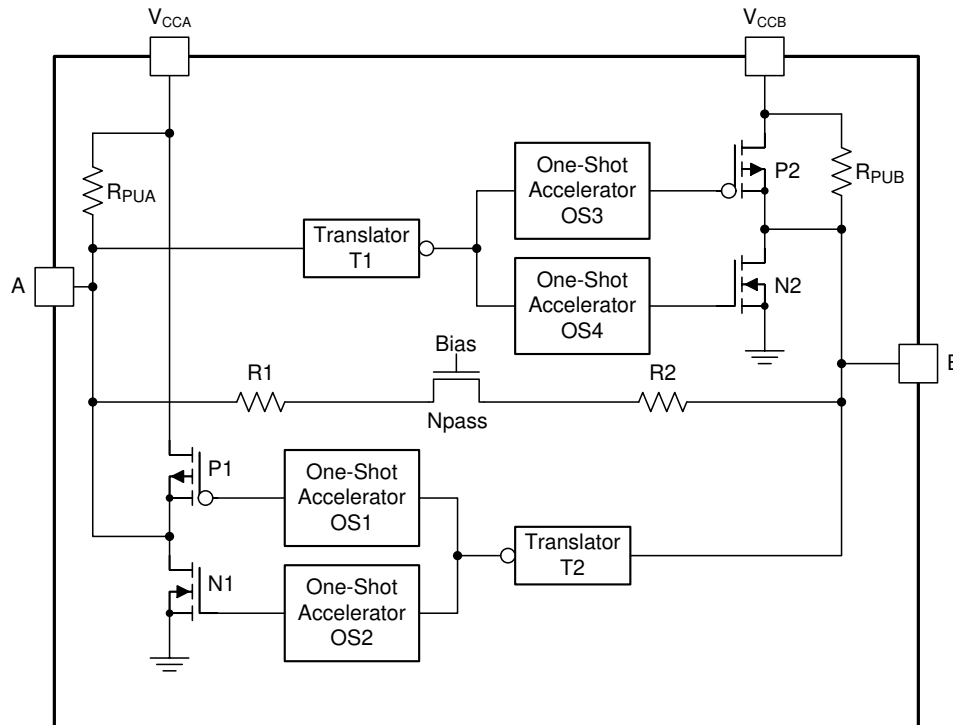 VCCA
VCCB
RPUA
One-Shot
Accelerator
OS3
P2
RPUB
Translator
T1
A
One-Shot
Accelerator
OS4
N2
Bias
R1
R2
Npass
P1
One-Shot
Accelerator
OS1
Translator
T2
N1
One-Shot
Accelerator
OS2